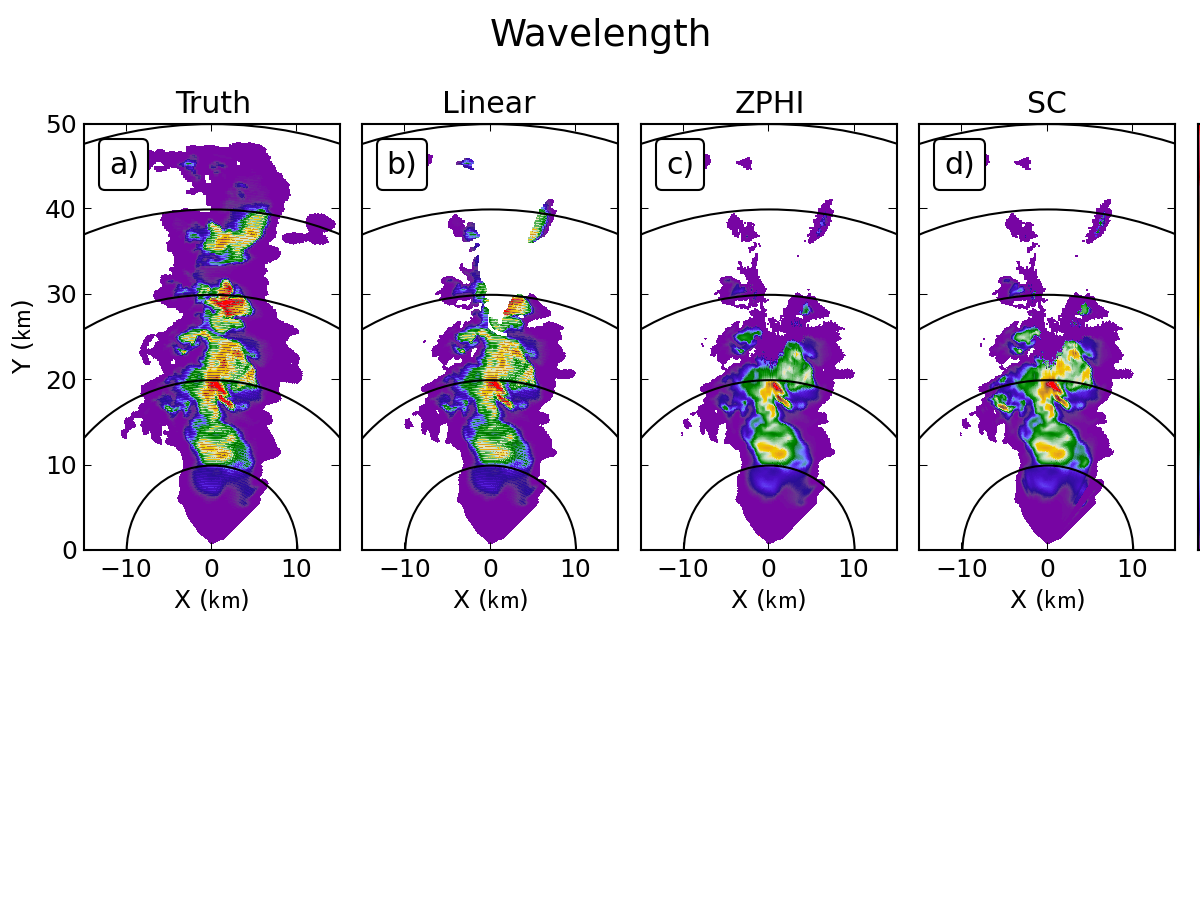 Wavelength
Truth Linear ZPHI SC
a) b) c) d)
50
40
30
20
10
0
Y (km)
−10 0 10 −10 0 10 −10 0 10 −10 0 10
X (km) X (km) X (km) X (km)